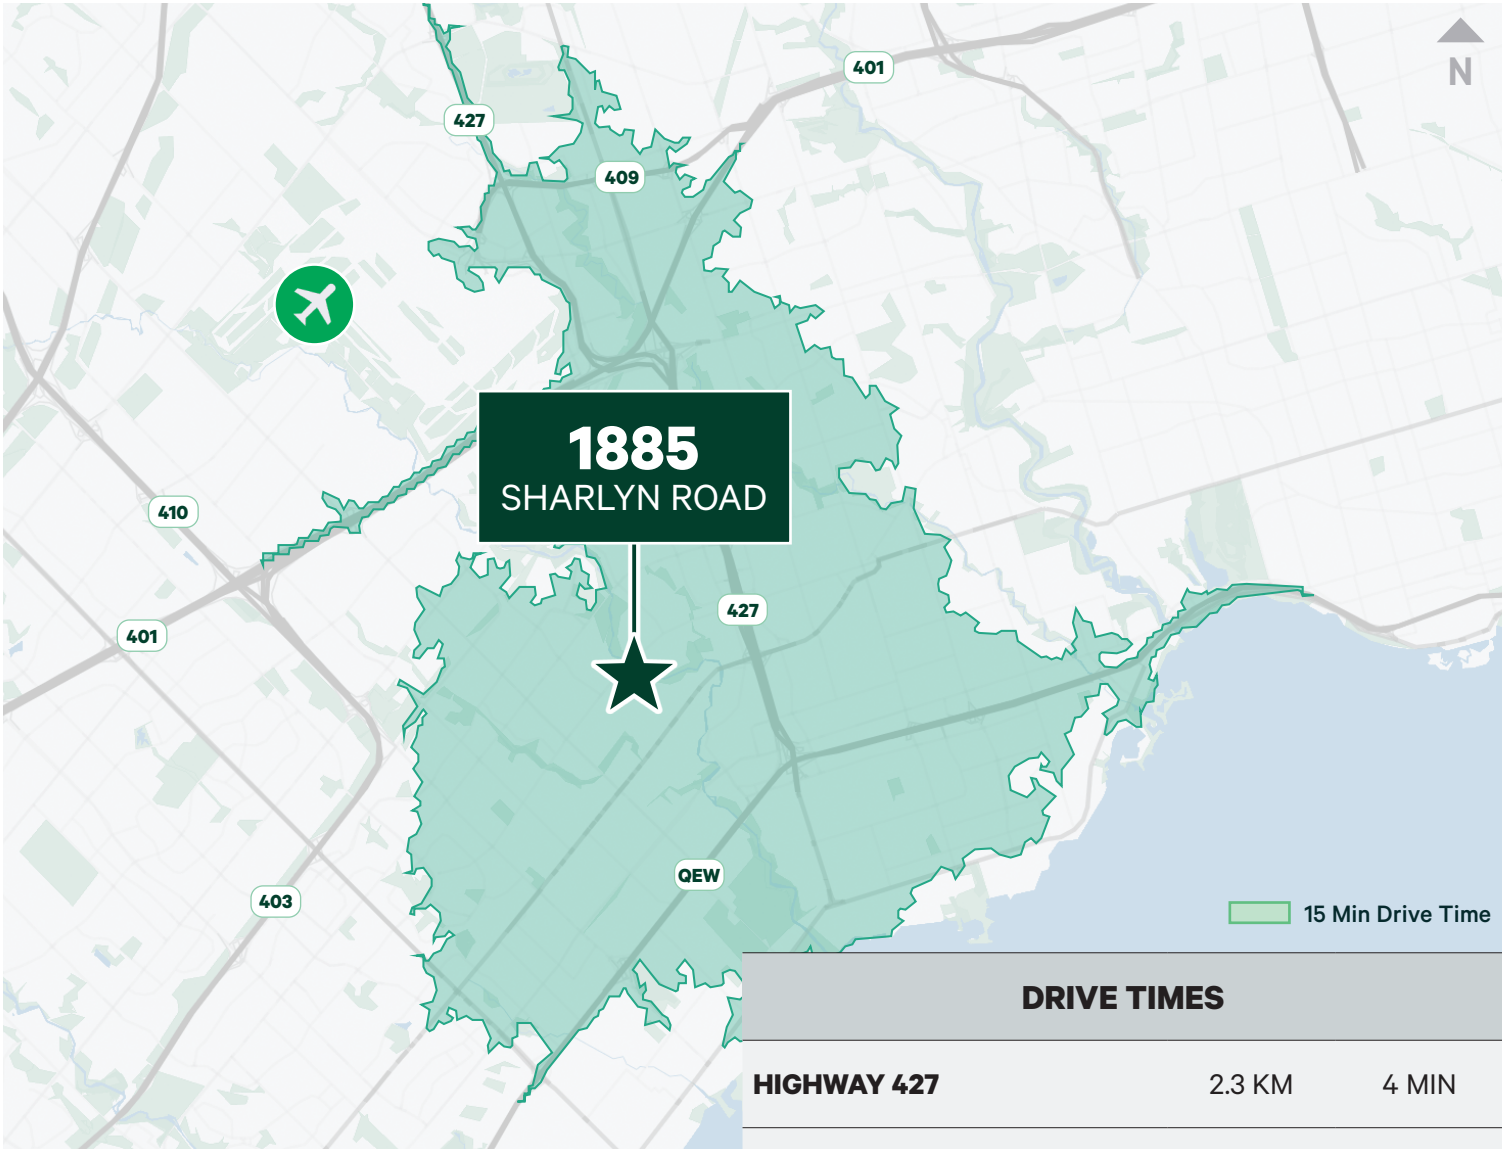 N
401
427
409
1885
SHARLYN ROAD
410
427
401
QEW
403
15 Min Drive Time
DRIVE TIMES
HIGHWAY 427 2.3 KM 4 MIN